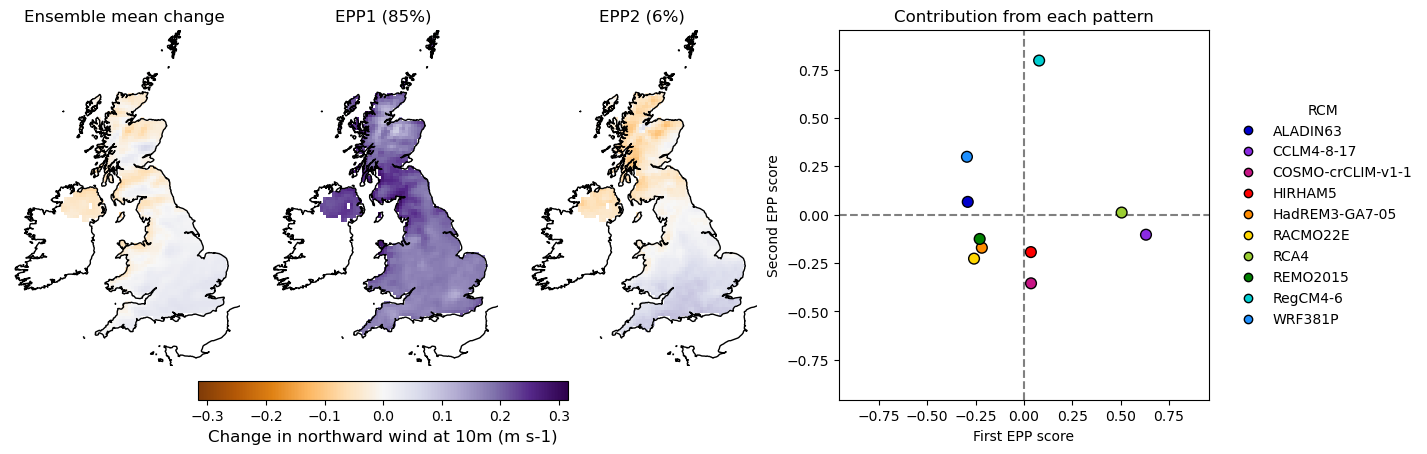 Ensemble mean change
EPP1 (85%)
EPP2 (6%)
−0.3 −0.2 −0.1 0.0 0.1 0.2 0.3
Change in northward wind at 10m (m s-1)
Contribution from each pattern
Second EPP score
0.75
0.50
0.25
0.00
−0.25
−0.50
−0.75
−0.75 −0.50 −0.25 0.00 0.25 0.50 0.75
First EPP score
RCM
ALADIN63
CCLM4-8-17
COSMO-crCLIM-v1-1
HIRHAM5
HadREM3-GA7-05
RACMO22E
RCA4
REMO2015
RegCM4-6
WRF381P